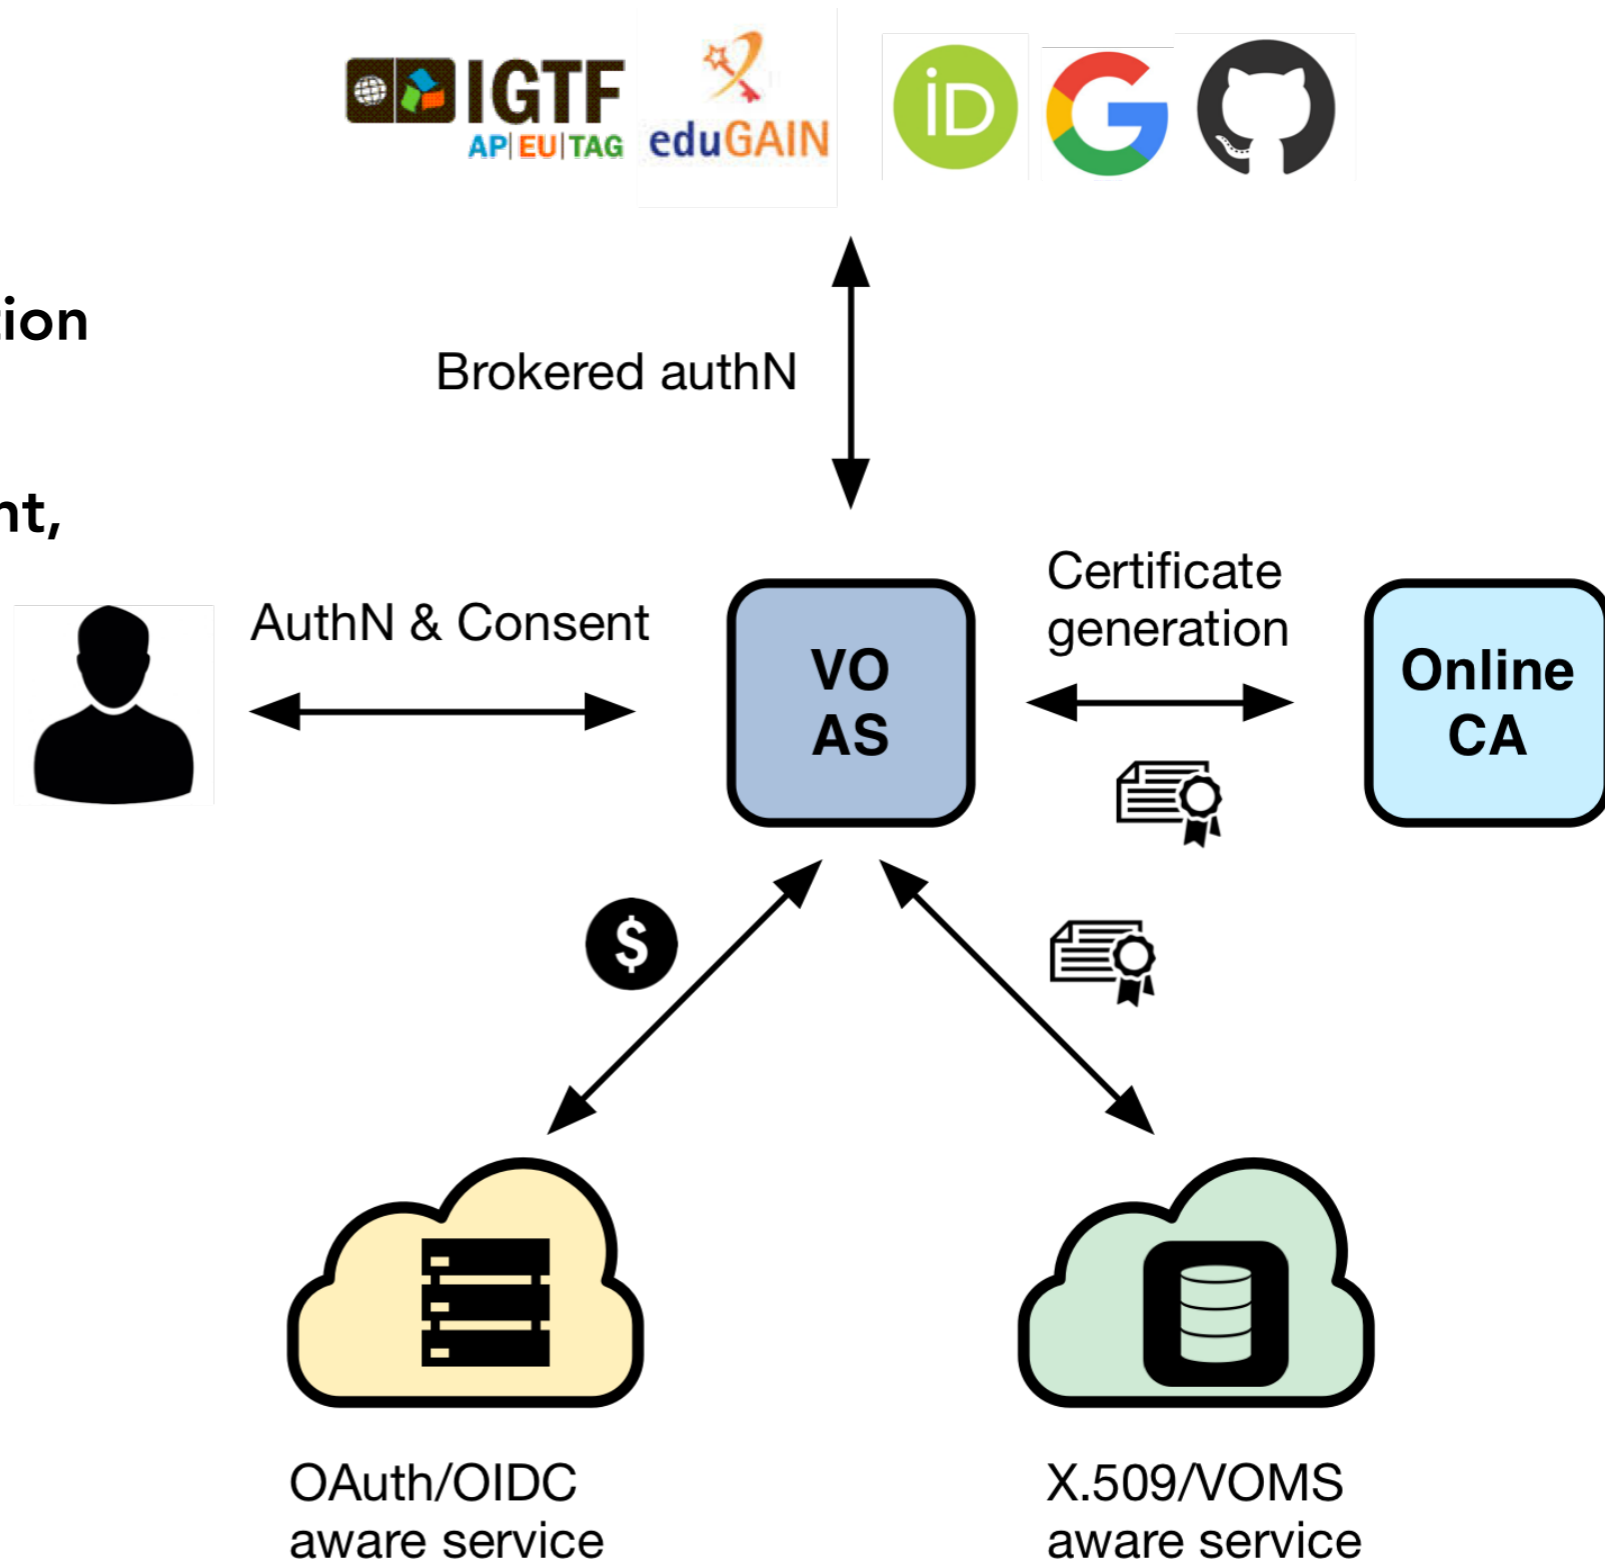 IGTF
AP|EU|TAG
eduGAIN
iD
G
Brokered authN
nt,
AuthN & Consent
VO
AS
Certificate
generation
Online
CA
$
OAuth/OIDC
aware service
X.509/VOMS
aware service